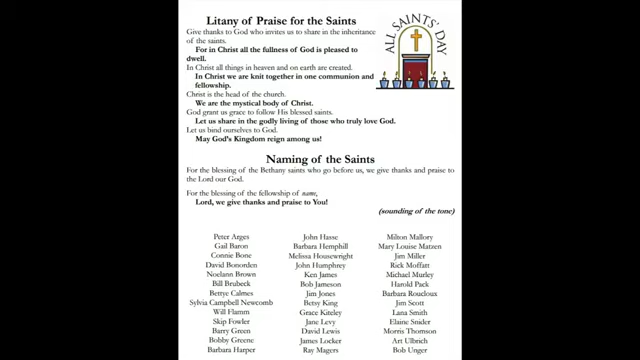 Litany of Praise for the Saints
Give thanks to God who invites us to share in the inheritance
of the saints.
For in Christ all the fullness of God is pleased to
dwell.
In Christ all things in heaven and on earth are created.
In Christ we are knit together in one communion and
fellowship.
Christ is the head of the church.
We are the mystical body of Christ.
God grant us grace to follow His blessed saints.
Let us share in the godly living of those who truly love God.
Let us bind ourselves to God.
May God's Kingdom reign among us!
ALL SAINTS' DAY
Naming of the Saints
For the blessing of the Bethany saints who go before us, we give thanks and praise to
the Lord our God.
For the blessing of the fellowship of name,
Lord, we give thanks and praise to You!
(sounding of the tone)
Peter Arges
Gail Baron
Connie Bone
David Bonorden
Noelann Brown
Bill Brubeck
Bettye Calmes
Sylvia Campbell Newcomb
Will Flamm
Skip Fowler
Barry Green
Bobby Greene
Barbara Harper
John Hasse
Barbara Hemphill
Melissa Housewright
John Humphrey
Ken James
Bob Jameson
Jim Jones
Betsy King
Grace Kiteley
Jane Levy
David Lewis
James Locker
Ray Magers
Milton Mallory
Mary Louise Matzen
Jim Miller
Rick Moffatt
Michael Murley
Harold Pack
Barbara Roucloux
Jim Scott
Lana Smith
Elaine Snider
Morris Thomson
Art Ulbrich
Bob Unger